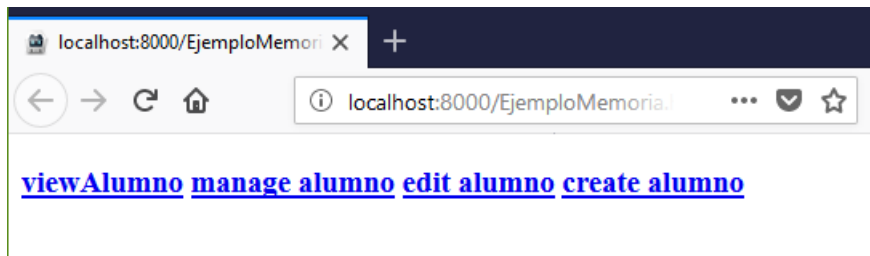 localhost:8000/EjemploMemori
localhost:8000/EjemploMemoria.
viewAlumno manage alumno edit alumno create alumno